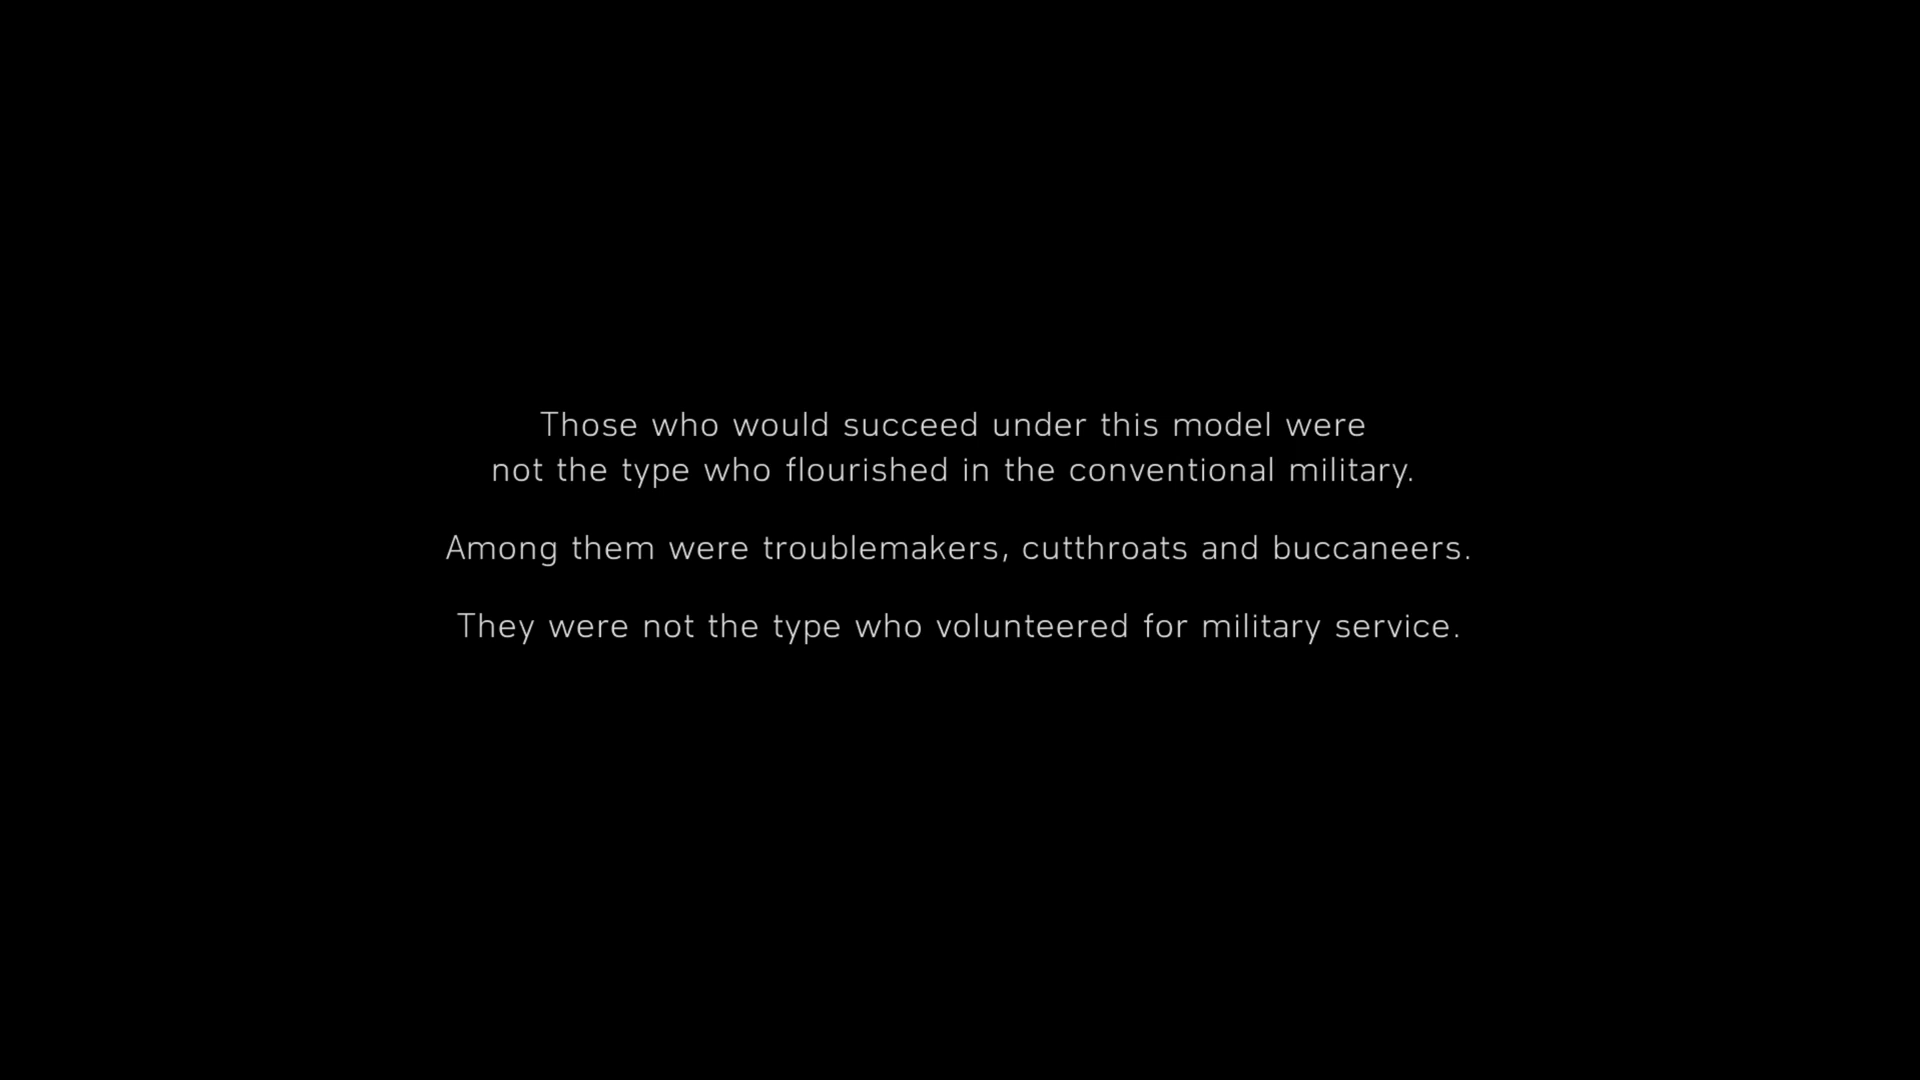 Those who would succeed under this model were
not the type who flourished in the conventional military.
Among them were troublemakers, cutthroats and buccaneers.
They were not the type who volunteered for military service.